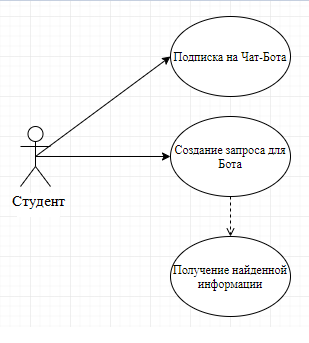 Подписка на Чат-Бота
Создание запроса для
Бота
Студент
Получение найденной
информации